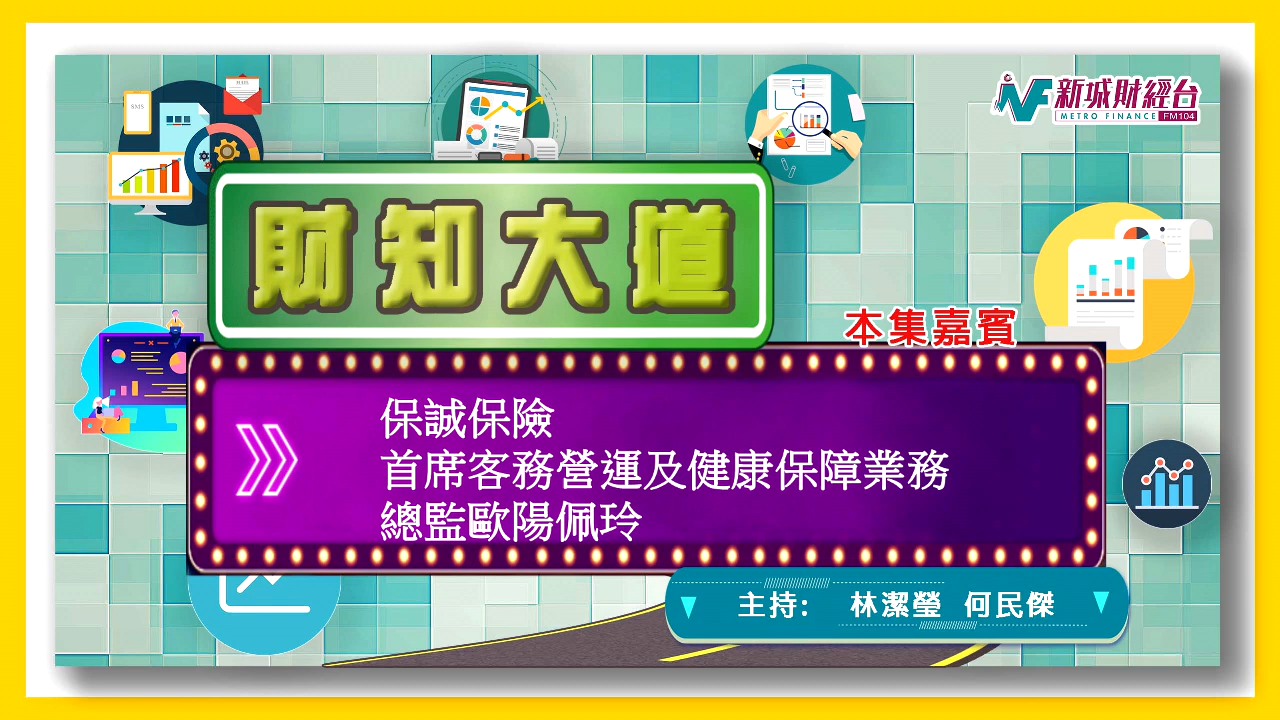 新城財經台
METRO FINANCE FM104
SMS
財知大道
本集嘉賓
保誠保險
首席客務營運及健康保障業務
總監歐陽佩玲
主持: 林潔瑩 何民傑